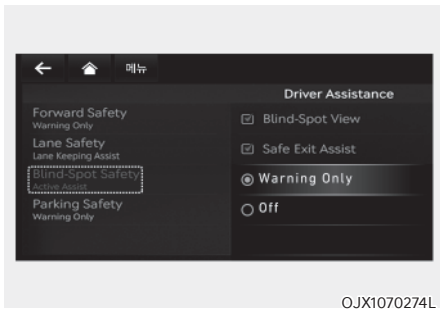 메뉴
Driver Assistance
Forward Safety
Warning Only
Lane Safety
Lane Keeping Assist
Blind-Spot Safety
Active Assist
Parking Safety
Warning Only
Blind-Spot View
Safe Exit Assist
Warning Only
Off
OJX1070274L